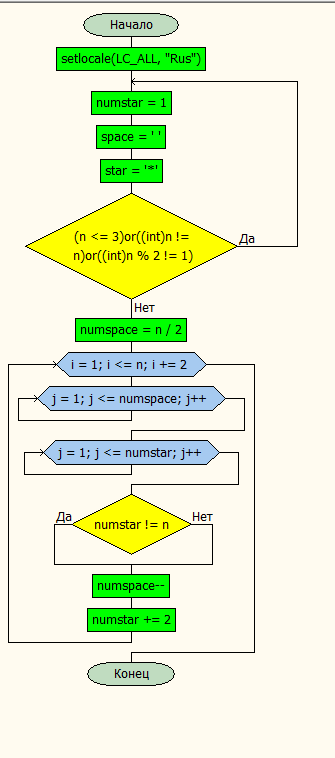 Начало
setlocale(LC_ALL, "Rus")
numstar = 1
space = ' '
star = '*'
(n <= 3)or((int)n !=
n)or((int)n % 2 != 1)
Да
Нет
numspace = n / 2
i = 1; i <= n; i += 2
j = 1; j <= numspace; j++
j = 1; j <= numstar; j++
Да
numstar != n
Нет
numspace--
numstar += 2
Конец